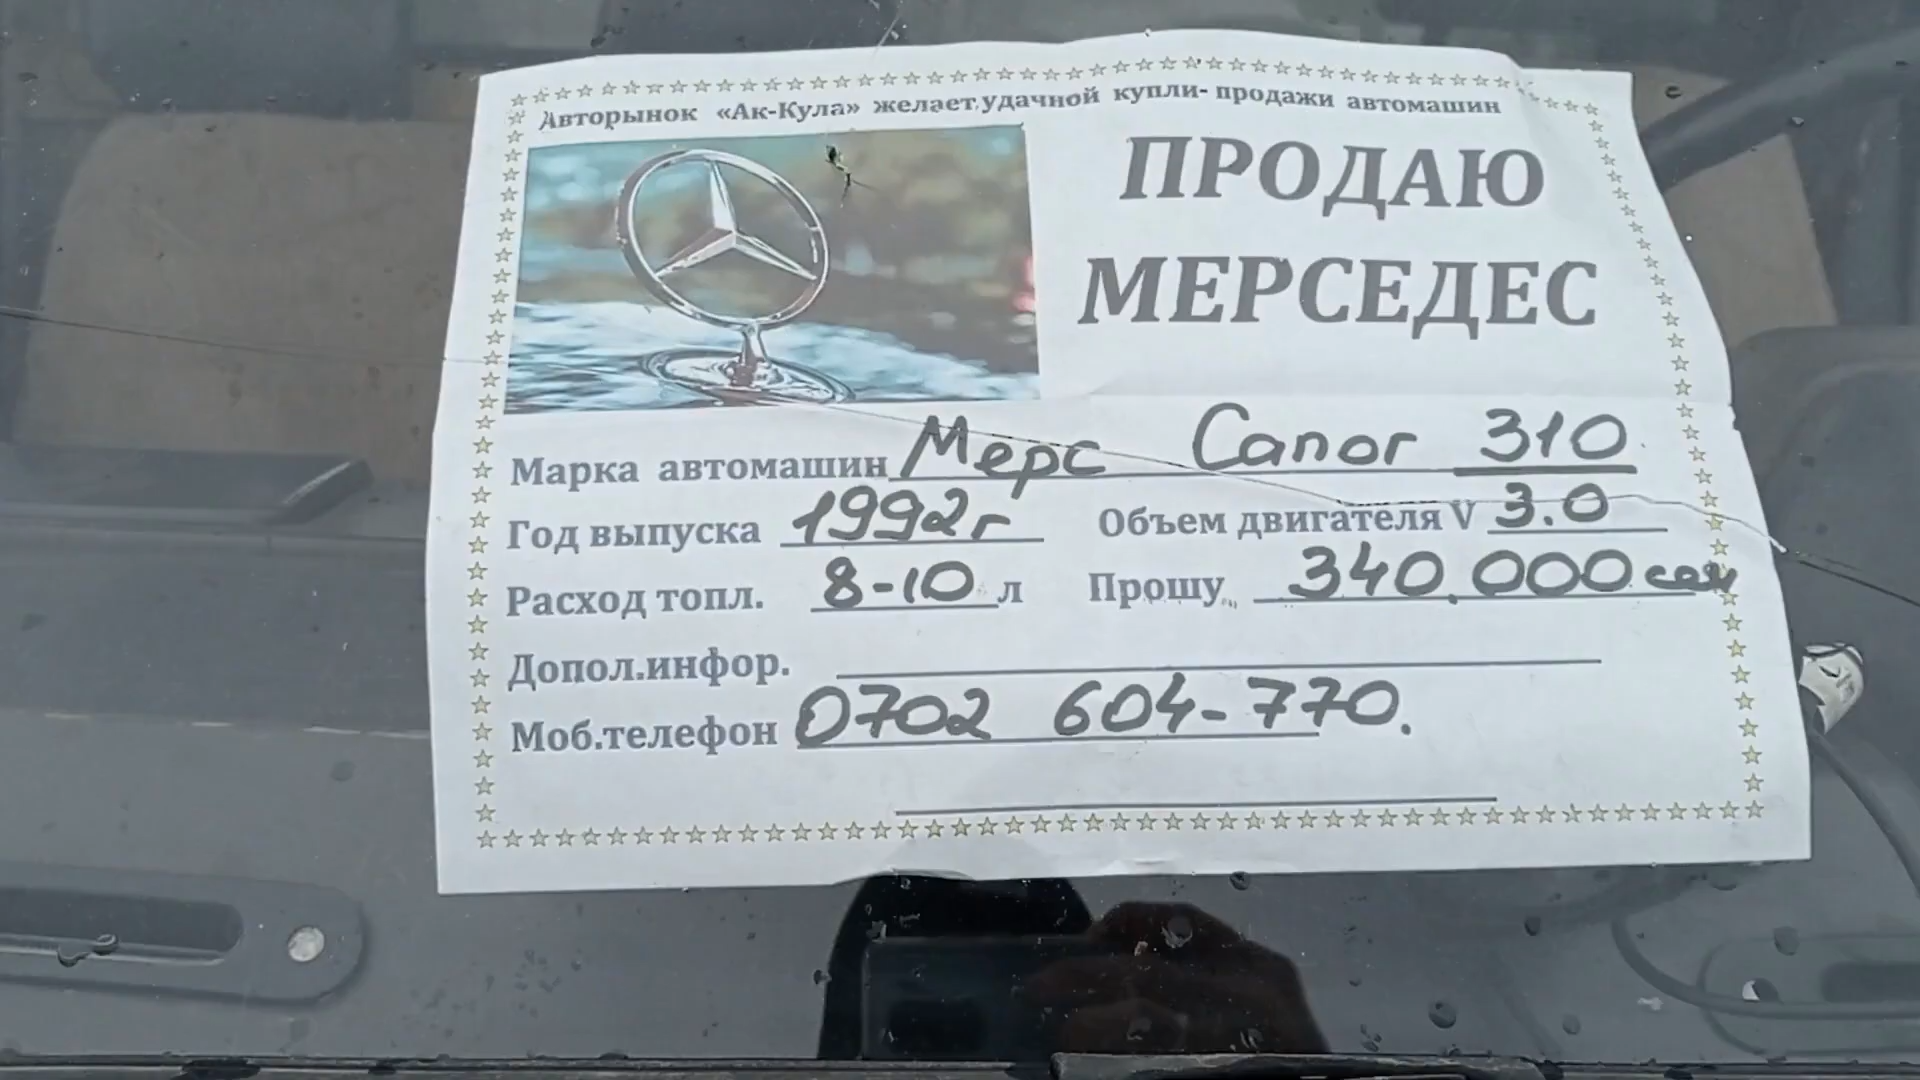 Авторынок «Ак-Кула» желает удачной купли- продажи автомашин
ПРОДАЮ
МЕРСЕДЕС
Марка автомашин Мерс Сапог 310
Год выпуска 1992г Объем двигателя V 3.0
Расход топл. 8-10 л Прошу 340.000 сом
Допол.инфор.
Моб.телефон 0702 604-770.